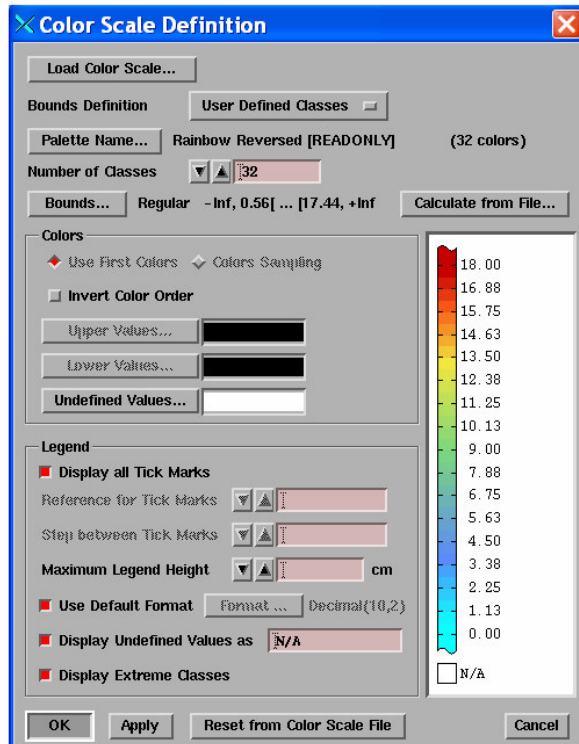 Color Scale Definition
Load Color Scale...
Bounds Definition User Defined Classes
Palette Name... Rainbow Reversed [READONLY] (32 colors)
Number of Classes 32
Bounds... Regular -Inf, 0.56[ ... [17.44, +Inf Calculate from File...
Colors
Use First Colors Colors Sampling
Invert Color Order
Upper Values...
Lower Values...
Undefined Values...
Legend
Display all Tick Marks
Reference for Tick Marks
Step between Tick Marks
Maximum Legend Height cm
Use Default Format Format ... Decimal(10,2)
Display Undefined Values as N/A
Display Extreme Classes
18.00
16.88
15.75
14.63
13.50
12.38
11.25
10.13
9.00
7.88
6.75
5.63
4.50
3.38
2.25
1.13
0.00
N/A
OK Apply Reset from Color Scale File Cancel